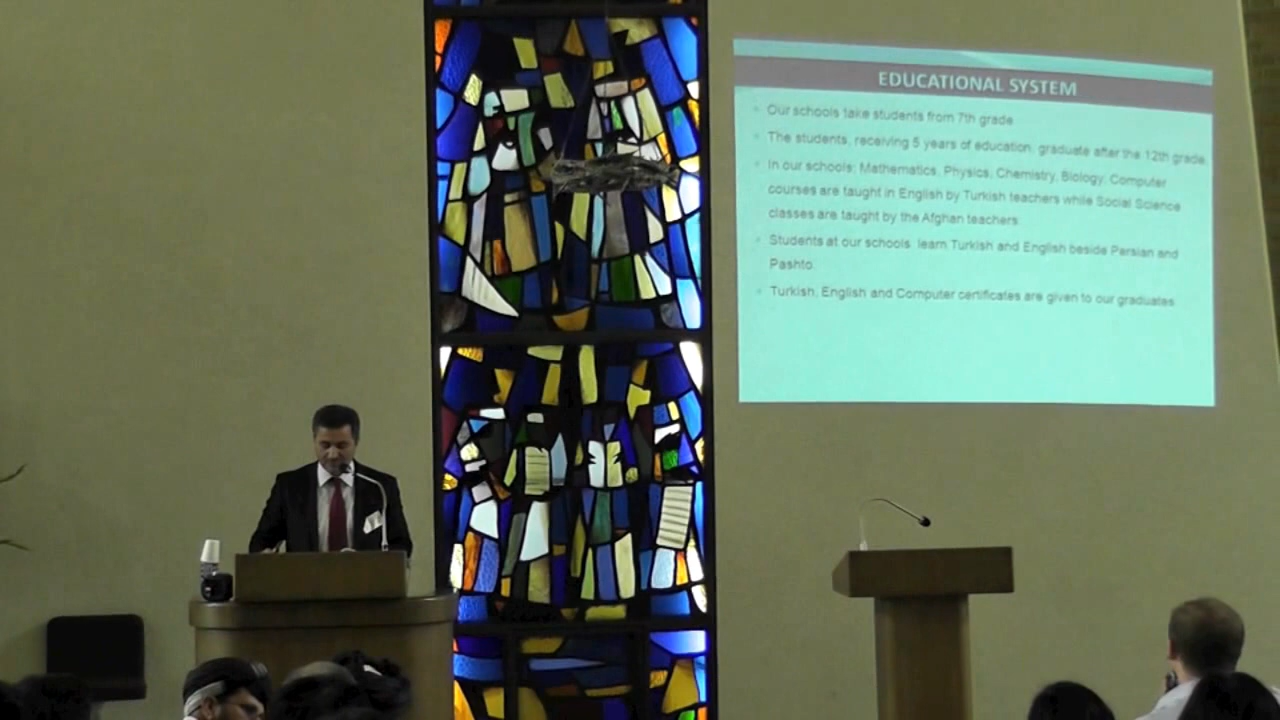 EDUCATIONAL SYSTEM
Our schools take students from 7th grade
The students, receiving 5 years of education, graduate after the 12th grade.
In our schools; Mathematics, Physics, Chemistry, Biology, Computer
courses are taught in English by Turkish teachers while Social Science
classes are taught by the Afghan teachers.
Students at our schools learn Turkish and English beside Persian and
Pashto.
Turkish, English and Computer certificates are given to our graduates